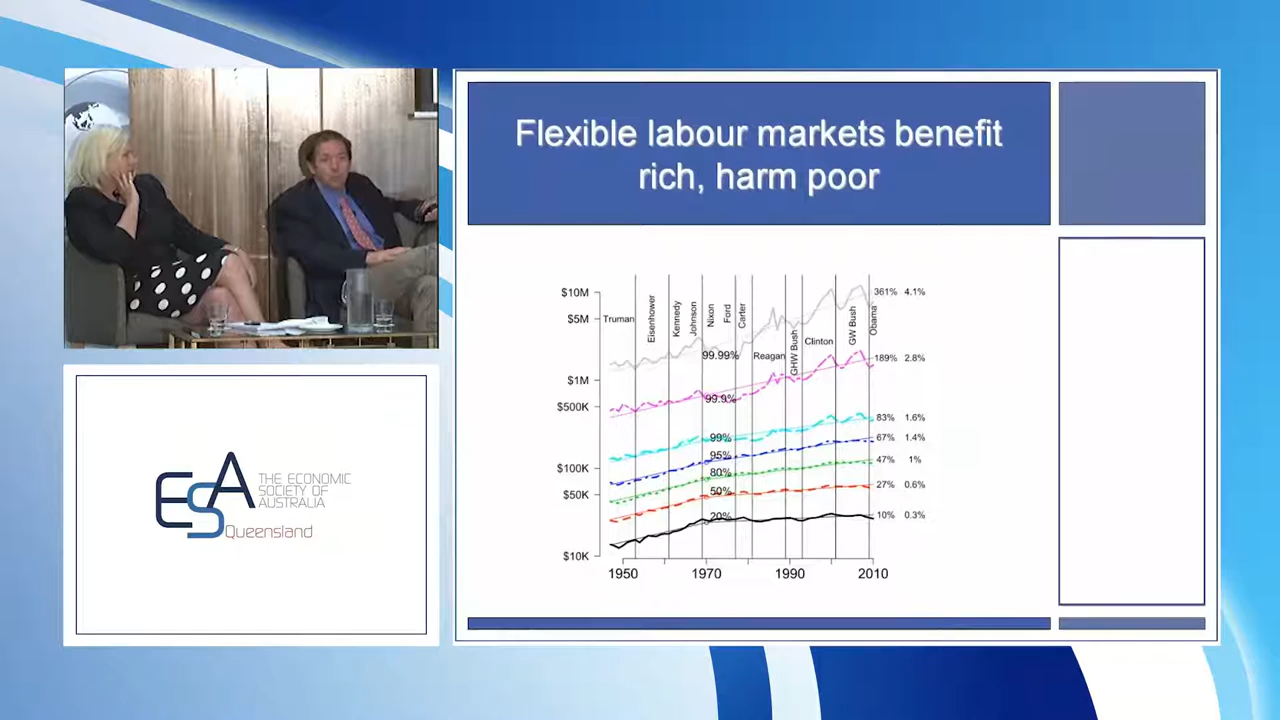 Flexible labour markets benefit
rich, harm poor
$10M
$5M
$1M
$500K
$100K
$50K
$10K
Truman
Eisenhower
Kennedy
Johnson
Nixon
Ford
Carter
Reagan
GHW Bush
Clinton
GW Bush
Obama
99.99%
99.9%
99%
95%
80%
50%
20%
361% 4.1%
189% 2.8%
83% 1.6%
67% 1.4%
47% 1%
27% 0.6%
10% 0.3%
1950 1970 1990 2010
ESA
THE ECONOMIC
SOCIETY OF
AUSTRALIA
Queensland